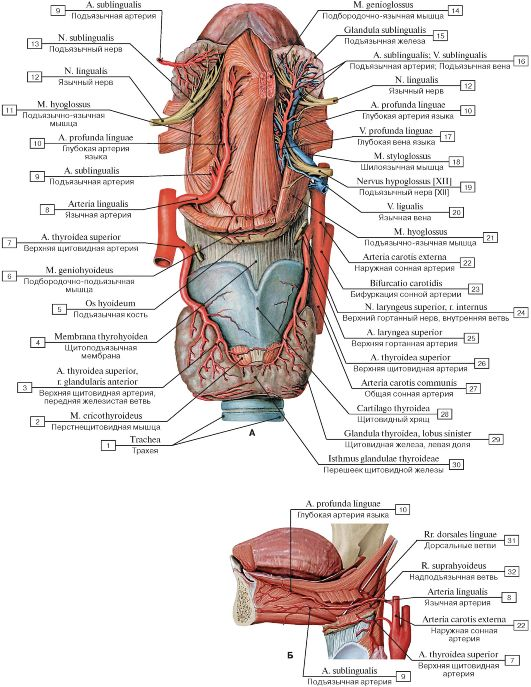 9
A. sublingualis
Подъязычная артерия
13
N. sublingualis
Подъязычный нерв
12
N. lingualis
Язычный нерв
11
M. hyoglossus
Подъязычно-язычная
мышца
10
A. profunda linguae
Глубокая артерия
языка
9
A. sublingualis
Подъязычная артерия
8
Arteria lingualis
Язычная артерия
7
A. thyroidea superior
Верхняя щитовидная артерия
6
M. geniohyoideus
Подбородочно-подъязычная
мышца
5
Os hyoideum
Подъязычная кость
4
Membrana thyrohyoidea
Щитоподъязычная
мембрана
3
A. thyroidea superior,
r. glandularis anterior
Верхняя щитовидная артерия,
передняя железистая ветвь
2
M. cricothyroideus
Перстнещитовидная мышца
1
Trachea
Трахея
M. genioglossus
Подбородочно-язычная мышца
14
Glandula sublingualis
Подъязычная железа
15
A. sublingualis; V. sublingualis
Подъязычная артерия; Подъязычная вена
16
N. lingualis
Язычный нерв
12
A. profunda linguae
Глубокая артерия языка
10
V. profunda linguae
Глубокая вена языка
17
M. styloglossus
Шилоязычная мышца
18
Nervus hypoglossus [XII]
Подъязычный нерв [XII]
19
V. ligualis
Язычная вена
20
M. hyoglossus
Подъязычно-язычная мышца
21
Arteria carotis externa
Наружная сонная артерия
22
Bifurcatio carotidis
Бифуркация сонной артерии
23
N. laryngeus superior, r. internus
Верхний гортанный нерв, внутренняя ветвь
24
A. laryngea superior
Верхняя гортанная артерия
25
A. thyroidea superior
Верхняя щитовидная артерия
26
Arteria carotis communis
Общая сонная артерия
27
Cartilago thyroidea
Щитовидный хрящ
28
Glandula thyroidea, lobus sinister
Щитовидная железа, левая доля
29
Isthmus glandulae thyroideae
Перешеек щитовидной железы
30
А
A. profunda linguae
Глубокая артерия языка
10
Rr. dorsales linguae
Дорсальные ветви
31
R. suprahyoideus
Надподъязычная ветвь
32
Arteria lingualis
Язычная артерия
8
Arteria carotis externa
Наружная сонная
артерия
22
A. thyroidea superior
Верхняя щитовидная
артерия
7
Б
A. sublingualis
Подъязычная артерия
9